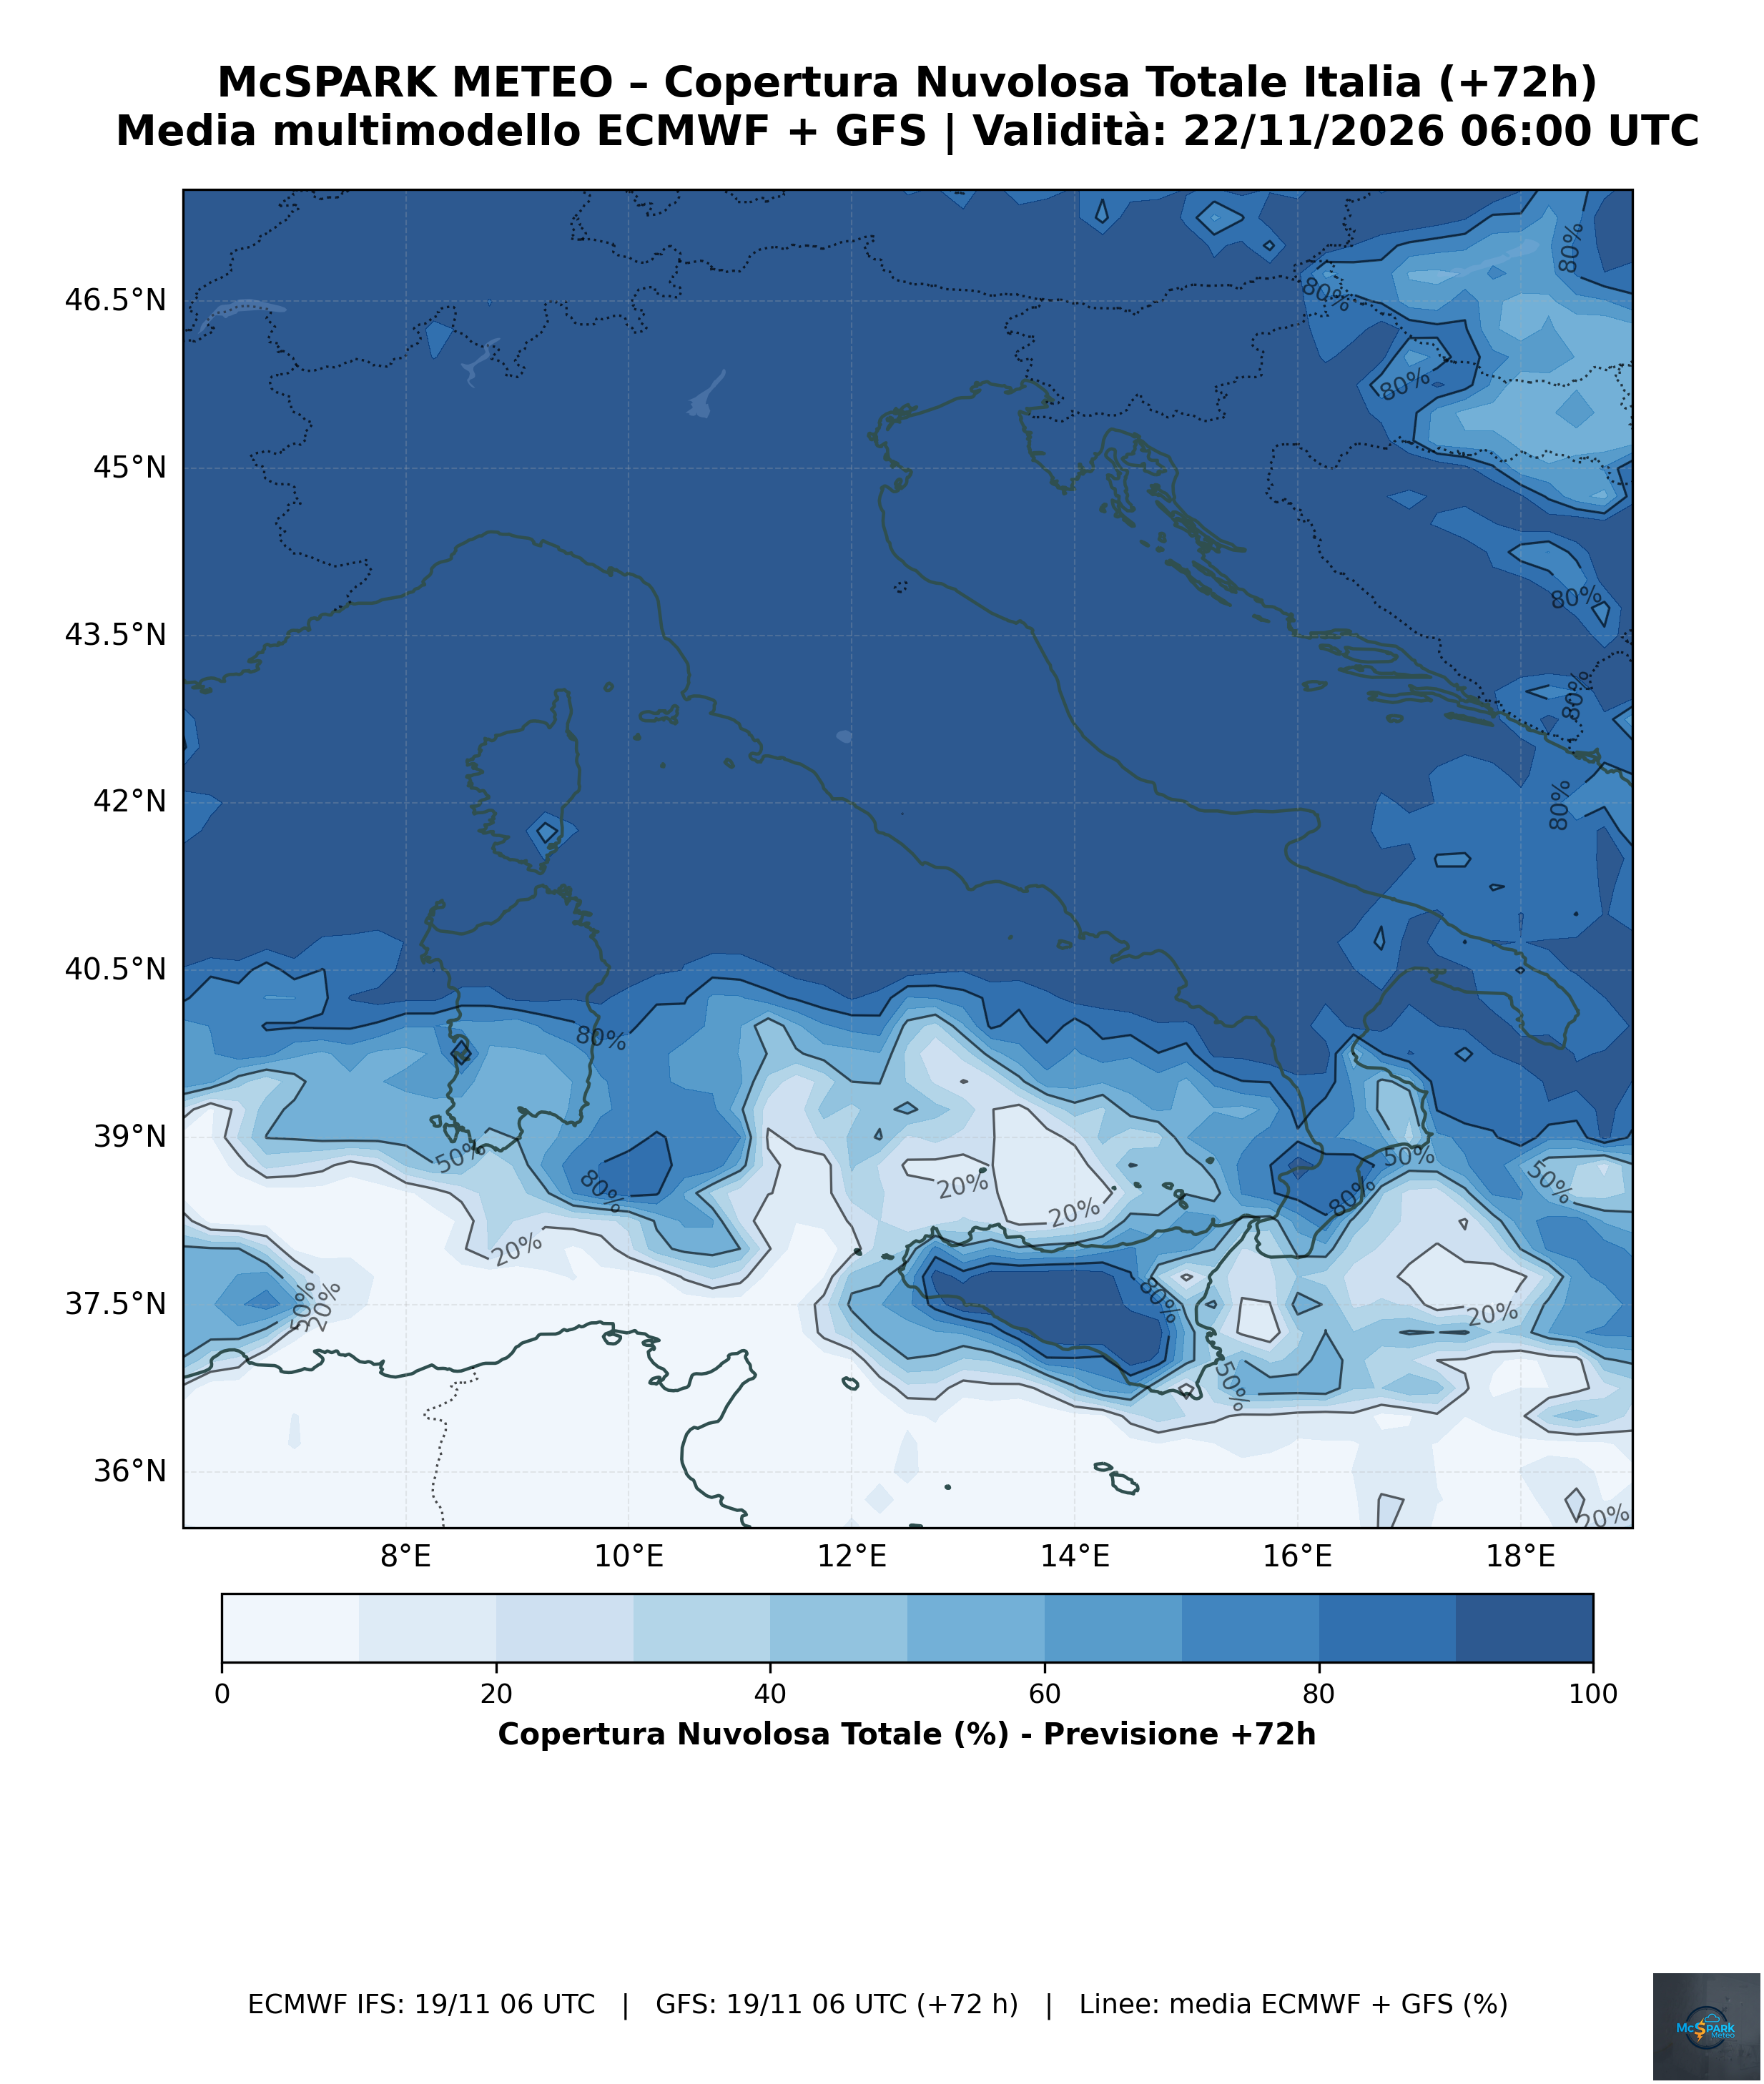 McSPARK METEO – Copertura Nuvolosa Totale Italia (+72h)
Media multimodello ECMWF + GFS | Validità: 22/11/2026 06:00 UTC
80%
46.5°N
80%
80%
45°N
80%
43.5°N
80%
42°N
80%
40.5°N
80%
39°N
50%
50%
50%
80%
80%
20%
20%
20%
80%
50%
20%
37.5°N
20%
50%
36°N
20%
8°E 10°E 12°E 14°E 16°E 18°E
0 20 40 60 80 100
Copertura Nuvolosa Totale (%) - Previsione +72h
ECMWF IFS: 19/11 06 UTC | GFS: 19/11 06 UTC (+72 h) | Linee: media ECMWF + GFS (%)
McSPARK
Meteo